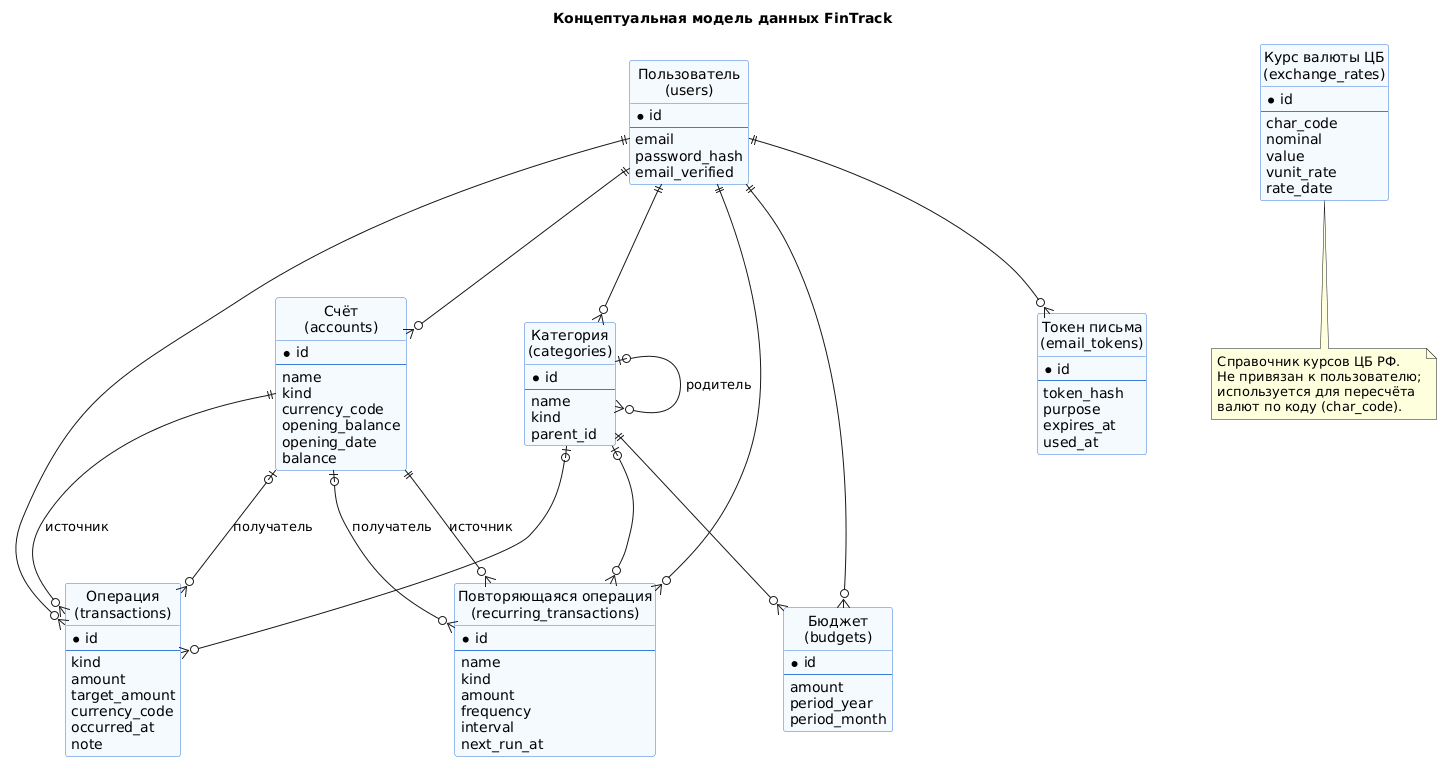 Концептуальная модель данных FinTrack
Пользователь
(users)
* id
email
password_hash
email_verified
Курс валюты ЦБ
(exchange_rates)
* id
char_code
nominal
value
vunit_rate
rate_date
Счёт
(accounts)
* id
name
kind
currency_code
opening_balance
opening_date
balance
Категория
(categories)
* id
name
kind
parent_id
родитель
Токен письма
(email_tokens)
* id
token_hash
purpose
expires_at
used_at
Справочник курсов ЦБ РФ.
Не привязан к пользователю;
используется для пересчёта
валют по коду (char_code).
источник
получатель
получатель
источник
Операция
(transactions)
* id
kind
amount
target_amount
currency_code
occurred_at
note
Повторяющаяся операция
(recurring_transactions)
* id
name
kind
amount
frequency
interval
next_run_at
Бюджет
(budgets)
* id
amount
period_year
period_month